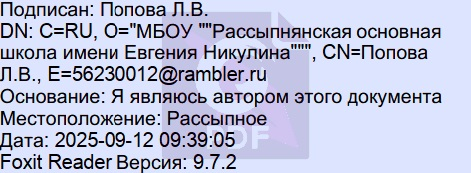 Подписан: Попова Л.В.
DN: C=RU, O="МБОУ ""Рассыпнянская основная
школа имени Евгения Никулина""", CN=Попова
Л.В., E=56230012@rambler.ru
Основание: Я являюсь автором этого документа
Местоположение: Рассыпное
Дата: 2025-09-12 09:39:05
Foxit Reader Версия: 9.7.2
PDF